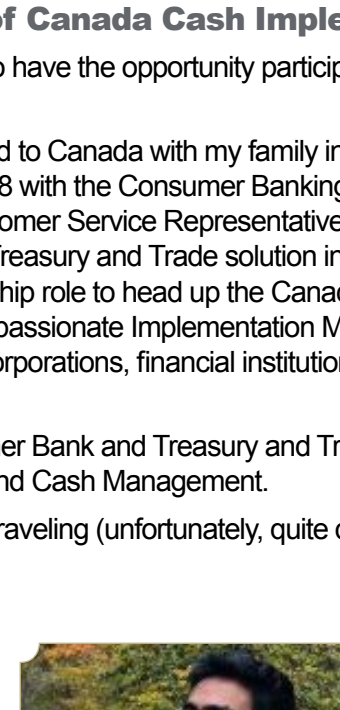 of Canada Cash Imple
have the opportunity particip
d to Canada with my family in
8 with the Consumer Banking
omer Service Representative
Treasury and Trade solution in
hip role to head up the Canad
passionate Implementation M
orporations, financial institution
er Bank and Treasury and Tr
nd Cash Management.
raveling (unfortunately, quite